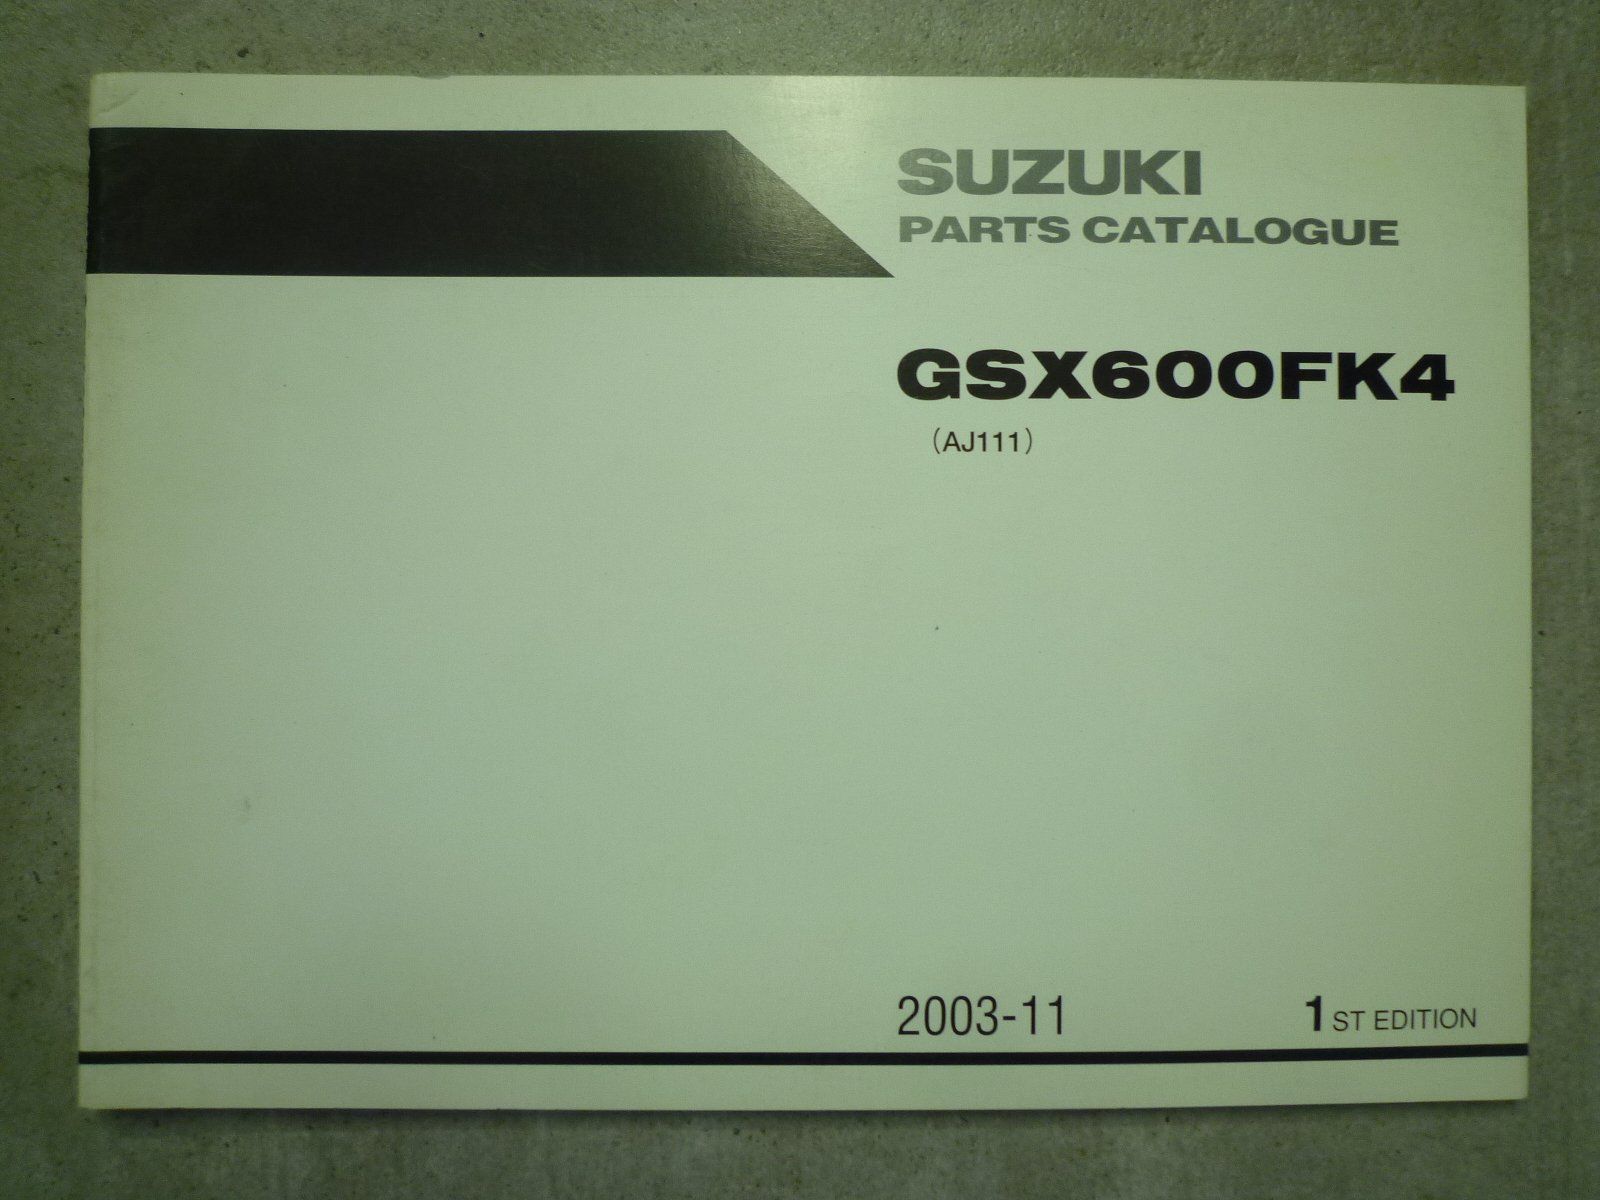 SUZUKI
PARTS CATALOGUE
GSX600FK4
(AJ111)
2003-11 1ST EDITION